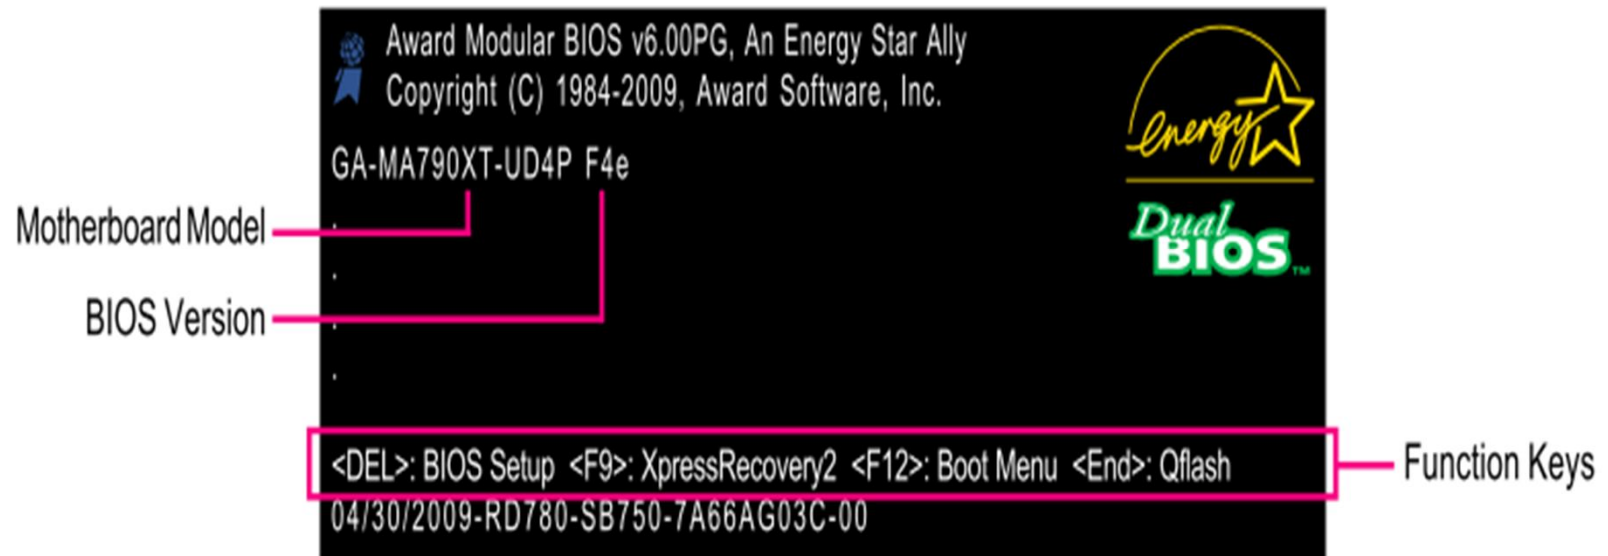 Award Modular BIOS v6.00PG, An Energy Star Ally
Copyright (C) 1984-2009, Award Software, Inc.
energy
GA-MA790XT-UD4P F4e
Motherboard Model
.
Dual
BIOS™
.
BIOS Version
.
.
<DEL>: BIOS Setup <F9>: XpressRecovery2 <F12>: Boot Menu <End>: Qflash
Function Keys
04/30/2009-RD780-SB750-7A66AG03C-00